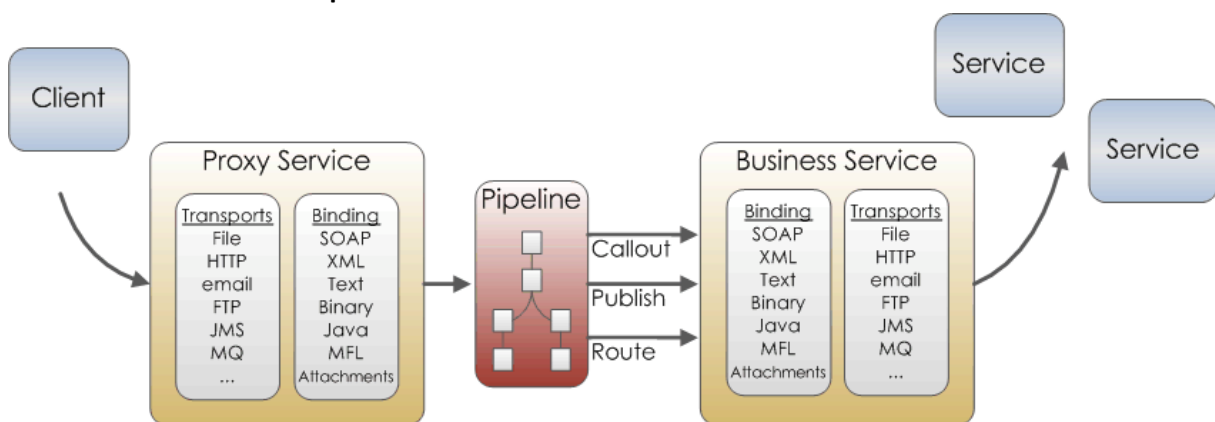 Client
Proxy Service
Transports
File
HTTP
email
FTP
JMS
MQ
...
Binding
SOAP
XML
Text
Binary
Java
MFL
Attachments
Pipeline
Callout
Publish
Route
Business Service
Binding
SOAP
XML
Text
Binary
Java
MFL
Attachments
Transports
File
HTTP
email
FTP
JMS
MQ
...
Service
Service